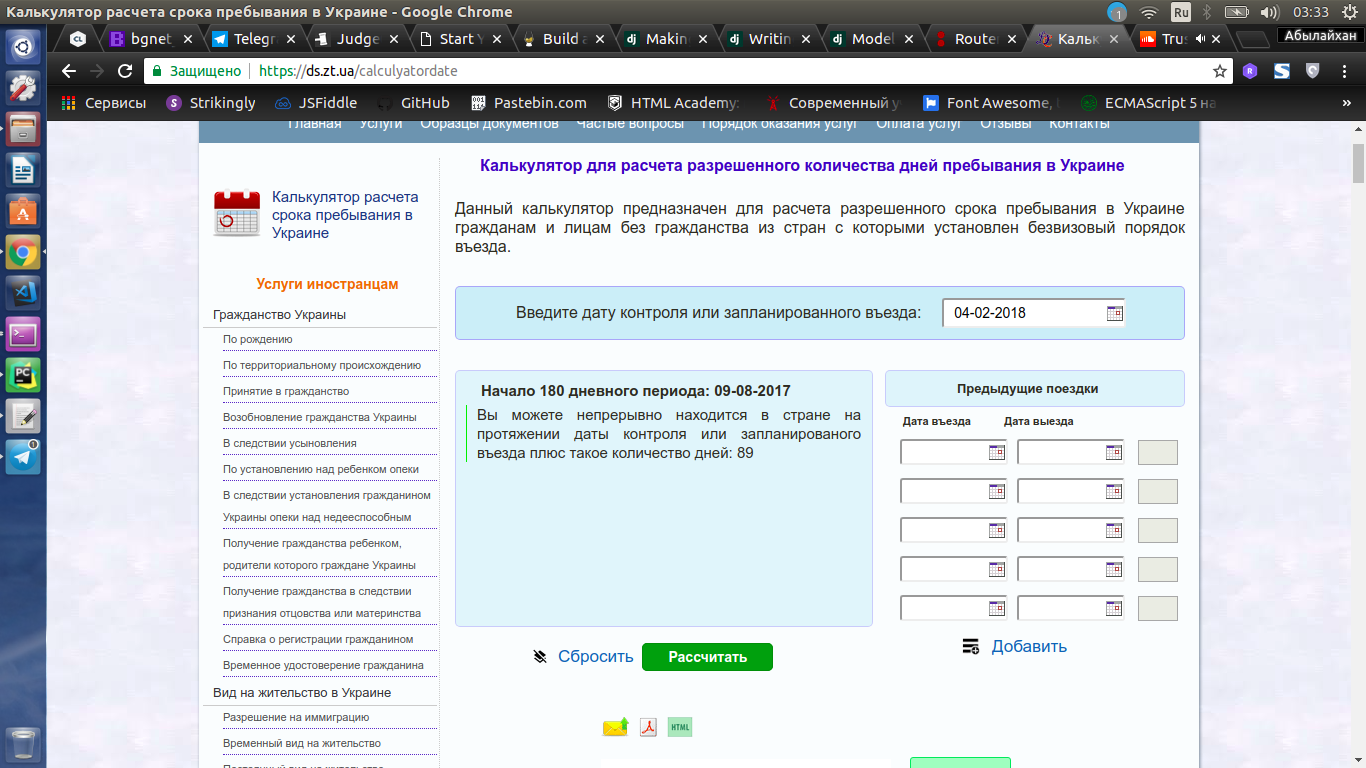 Калькулятор расчета срока пребывания в Украине - Google Chrome
1
Ru
03:33
CL
bgnet
Telegr
Judge
Start
Build a
Makin
Writin
Model
Router
Кальк
Trus
Абылайхан
Защищено
https://ds.zt.ua/calculyatordate
Сервисы
Strikingly
JSFiddle
GitHub
Pastebin.com
HTML Academy:
Современный у
Font Awesome,
ECMAScript 5 на
»
Главная
Услуги
Образцы документов
Частые вопросы
Порядок оказания услуг
Оплата услуг
Отзывы
Контакты
Калькулятор расчета
срока пребывания в
Украине
Услуги иностранцам
Гражданство Украины
По рождению
По территориальному происхождению
Принятие в гражданство
Возобновление гражданства Украины
В следствии усыновления
По установлению над ребенком опеки
В следствии установления гражданином
Украины опеки над недееспособным
Получение гражданства ребенком,
родители которого граждане Украины
Получение гражданства в следствии
признания отцовства или материнства
Справка о регистрации гражданином
Временное удостоверение гражданина
Вид на жительство в Украине
Разрешение на иммиграцию
Временный вид на жительство
Постоянный вид на жительство
Калькулятор для расчета разрешенного количества дней пребывания в Украине
Данный калькулятор предназначен для расчета разрешенного срока пребывания в Украине
гражданам и лицам без гражданства из стран с которыми установлен безвизовый порядок
въезда.
Введите дату контроля или запланированного въезда:
04-02-2018
Начало 180 дневного периода: 09-08-2017
Вы можете непрерывно находится в стране на
протяжении даты контроля или запланированого
въезда плюс такое количество дней: 89
Предыдущие поездки
Дата въезда
Дата выезда
Сбросить
Рассчитать
Добавить
HTML
PC
1